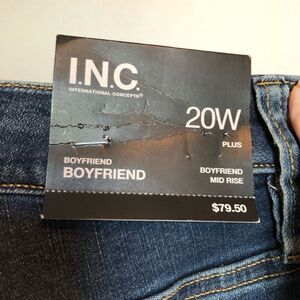 I.N.C.
INTERNATIONAL CONCEPTS®
20W
PLUS
BOYFRIEND
BOYFRIEND
BOYFRIEND
MID RISE
$79.50